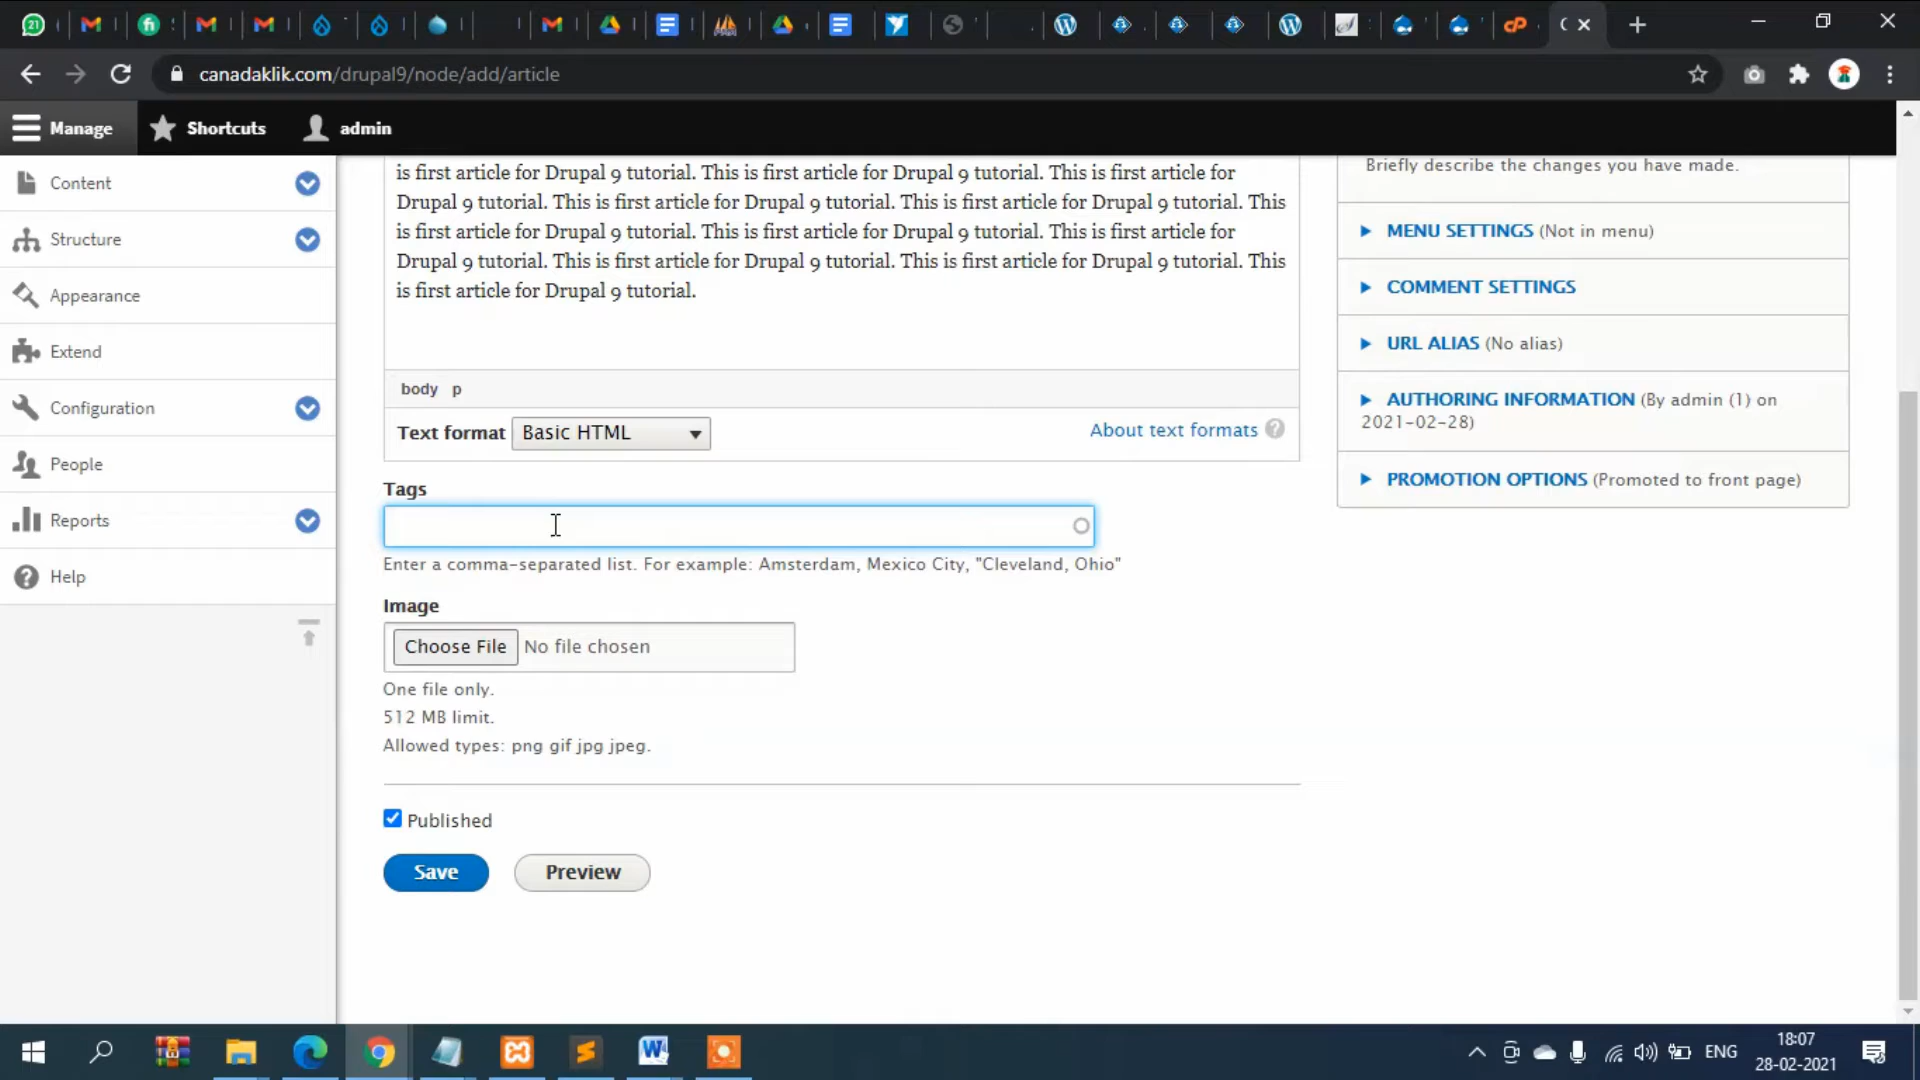 21
canadaklik.com/drupal9/node/add/article
Manage
Shortcuts
admin
Content
Structure
Appearance
Extend
Configuration
People
Reports
Help
is first article for Drupal 9 tutorial. This is first article for Drupal 9 tutorial. This is first article for
Drupal 9 tutorial. This is first article for Drupal 9 tutorial. This is first article for Drupal 9 tutorial. This
is first article for Drupal 9 tutorial. This is first article for Drupal 9 tutorial. This is first article for
Drupal 9 tutorial. This is first article for Drupal 9 tutorial. This is first article for Drupal 9 tutorial. This
is first article for Drupal 9 tutorial.
body p
Text format
Basic HTML
About text formats
Tags
Enter a comma-separated list. For example: Amsterdam, Mexico City, "Cleveland, Ohio"
Image
Choose File
No file chosen
One file only.
512 MB limit.
Allowed types: png gif jpg jpeg.
Published
Save
Preview
Briefly describe the changes you have made.
MENU SETTINGS (Not in menu)
COMMENT SETTINGS
URL ALIAS (No alias)
AUTHORING INFORMATION (By admin (1) on
2021-02-28)
PROMOTION OPTIONS (Promoted to front page)
ENG
18:07
28-02-2021